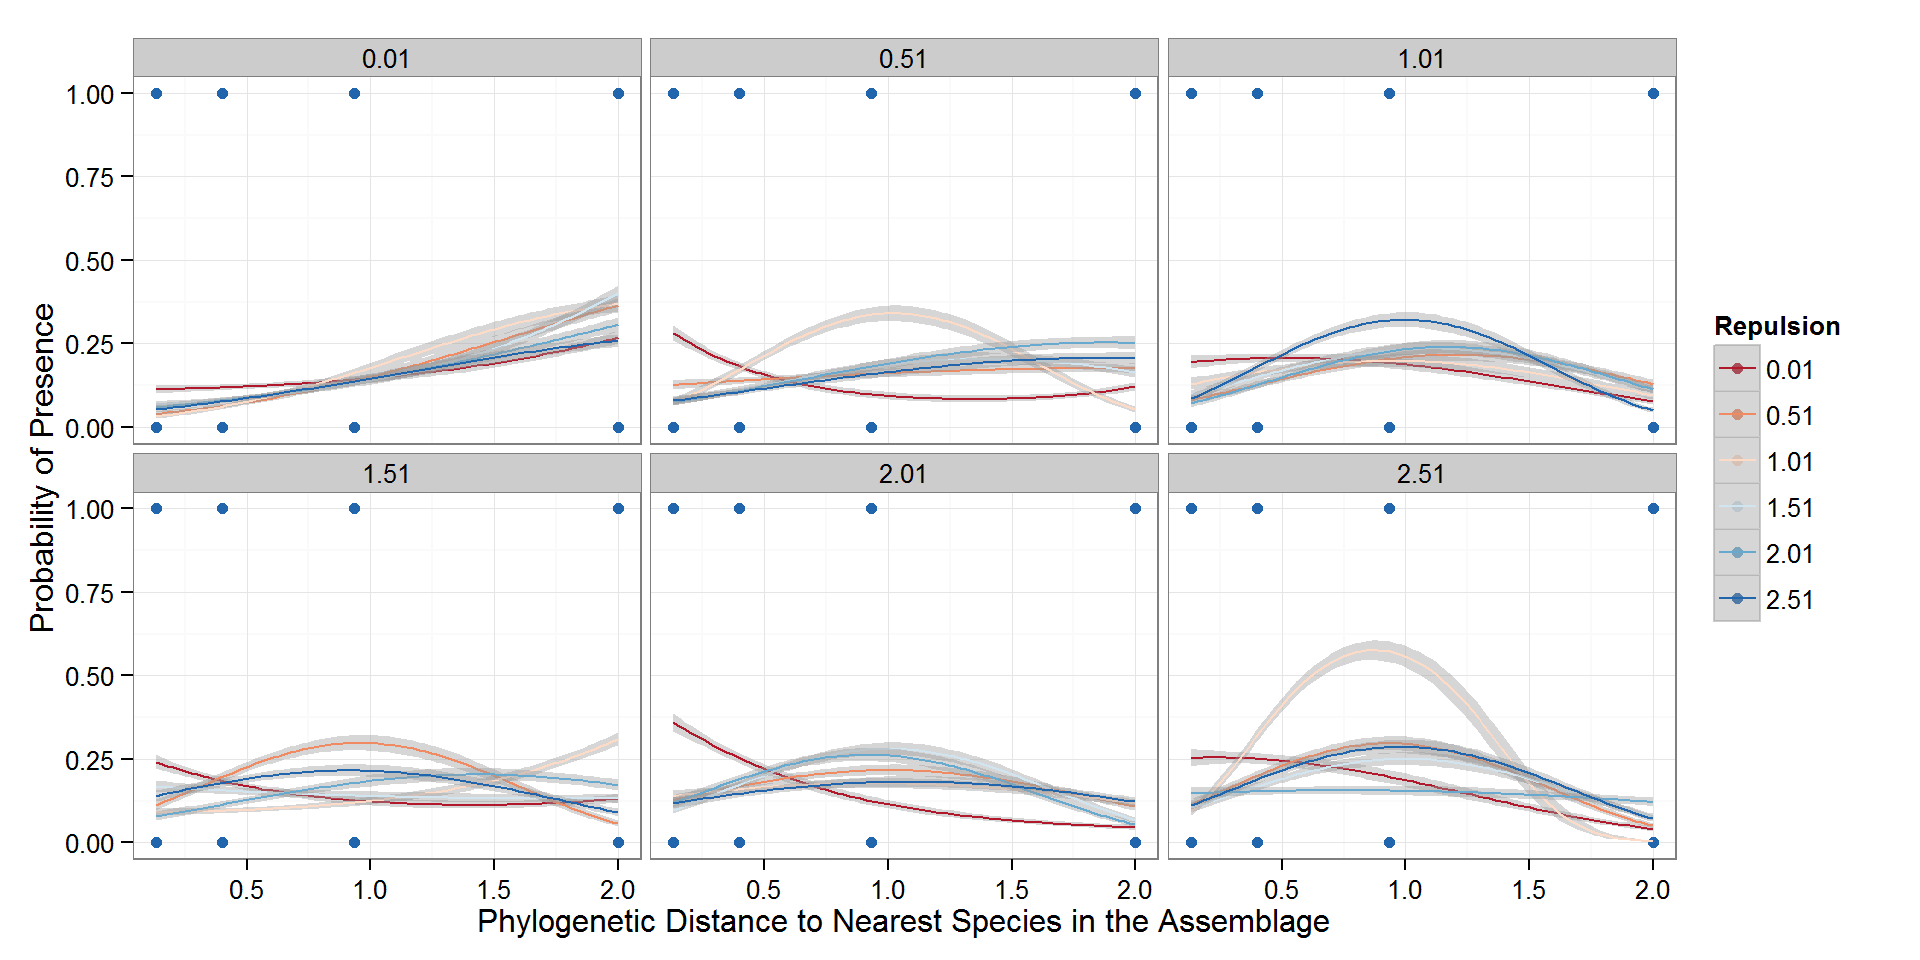 0.01 0.51 1.01
1.00
0.75
0.50
0.25
0.00
1.51 2.01 2.51
1.00
0.75
0.50
0.25
0.00
0.5 1.0 1.5 2.0 0.5 1.0 1.5 2.0 0.5 1.0 1.5 2.0
Phylogenetic Distance to Nearest Species in the Assemblage
Probability of Presence
Repulsion
0.01
0.51
1.01
1.51
2.01
2.51